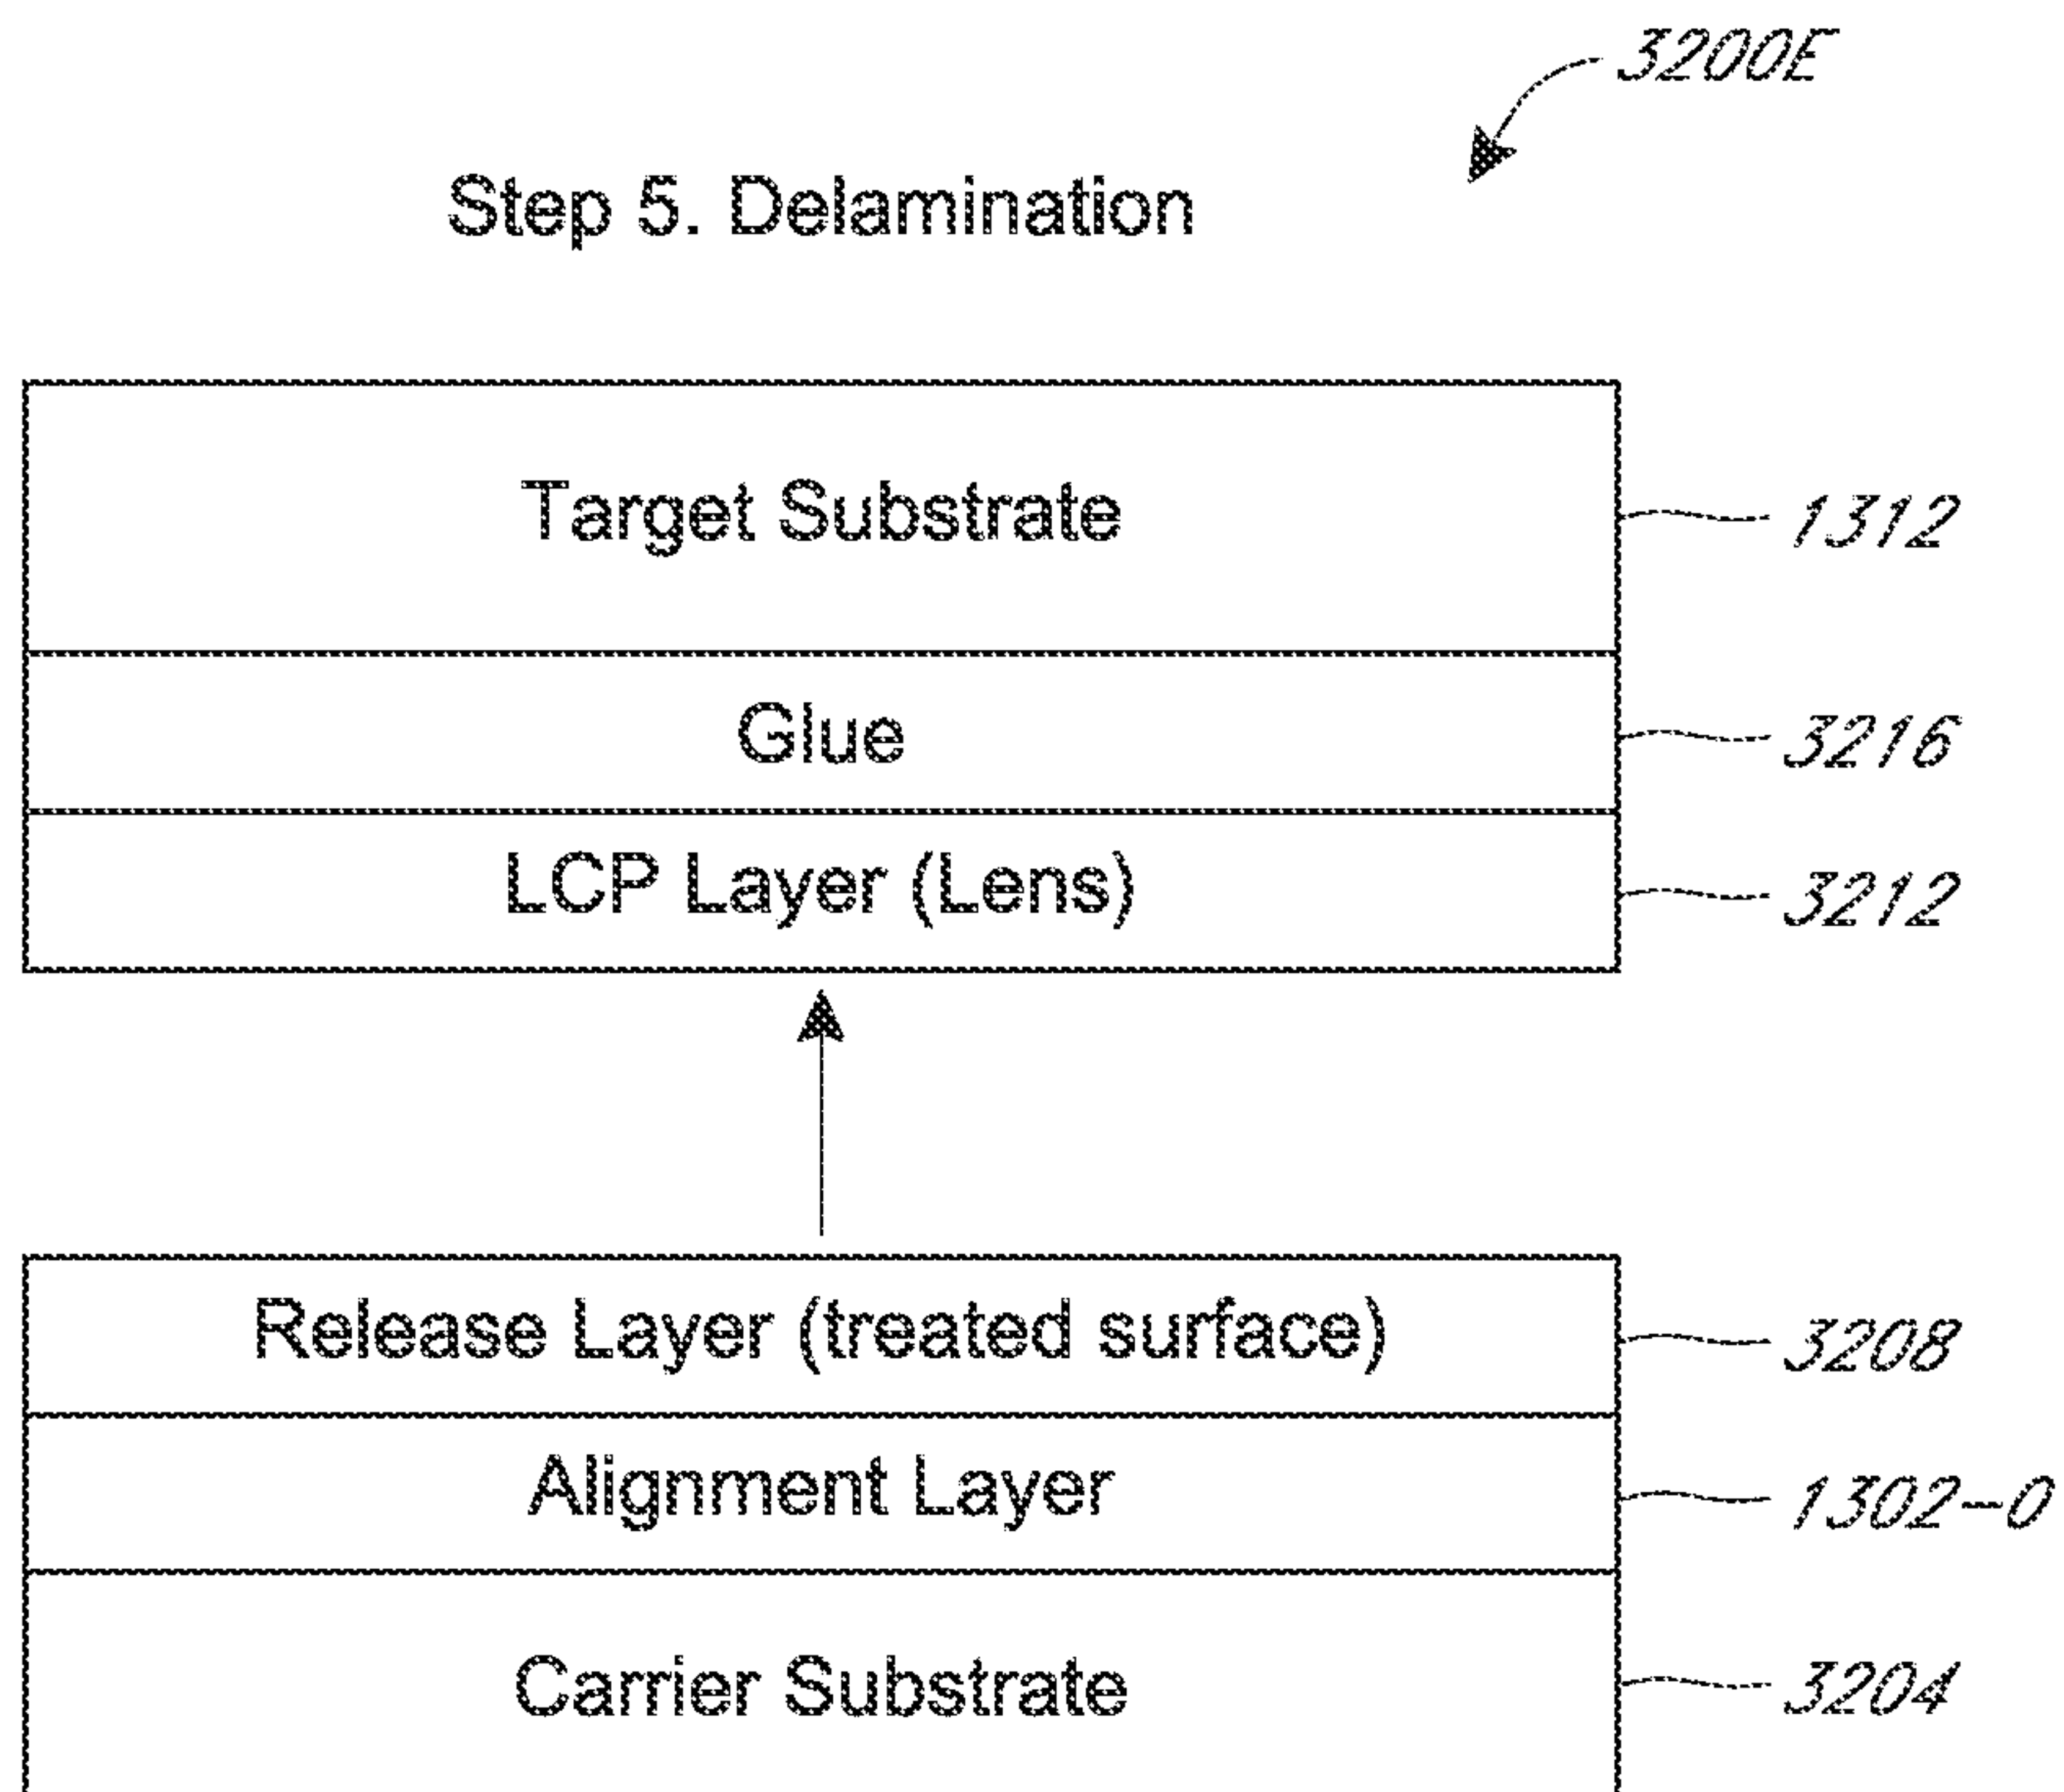 3200E
Step 5. Delamination
Target Substrate 1312
Glue 3216
LCP Layer (Lens) 3212
Release Layer (treated surface) 3208
Alignment Layer 1302-0
Carrier Substrate 3204